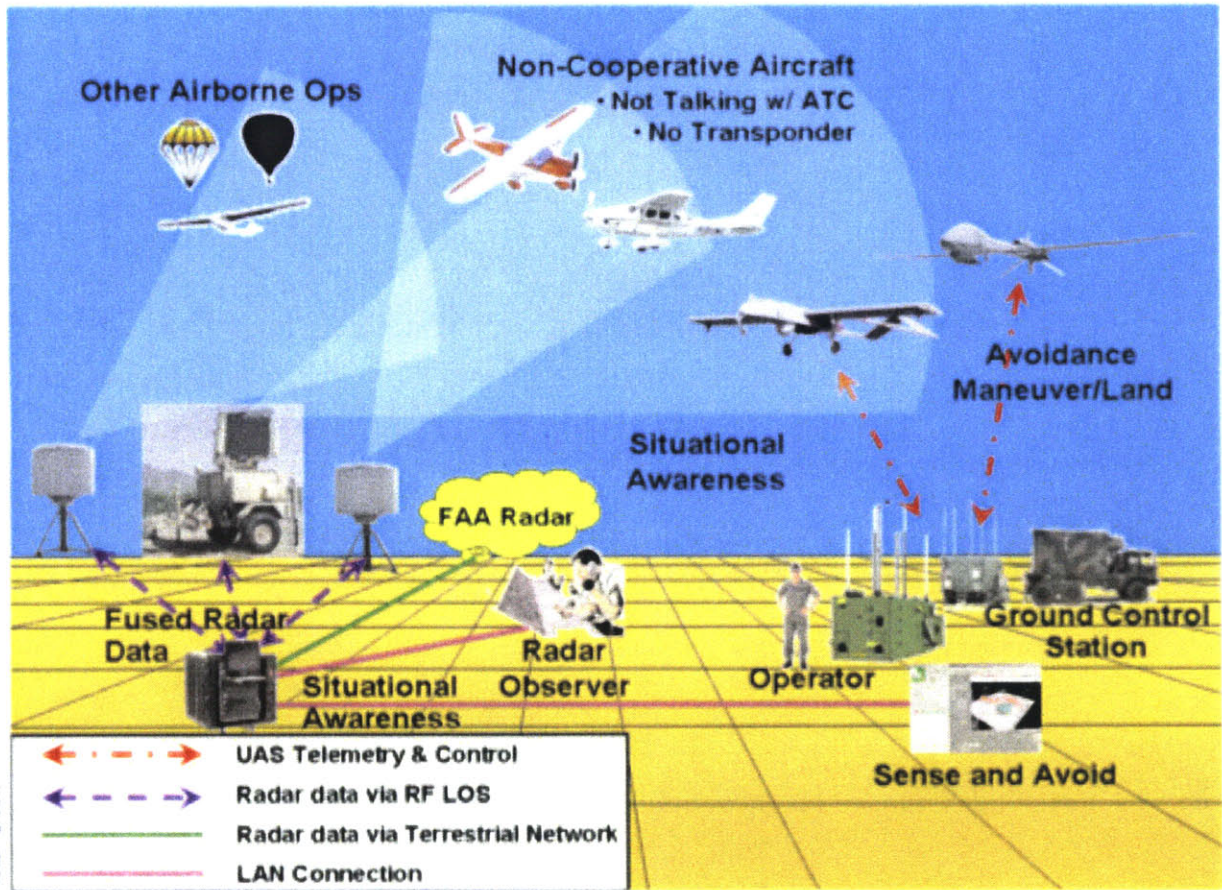 Other Airborne Ops
Non-Cooperative Aircraft
• Not Talking w/ ATC
• No Transponder
Avoidance
Maneuver/Land
Situational
Awareness
FAA Radar
Fused Radar
Data
Situational
Awareness
Radar
Observer
Operator
Ground Control
Station
Sense and Avoid
UAS Telemetry & Control
Radar data via RF LOS
Radar data via Terrestrial Network
LAN Connection